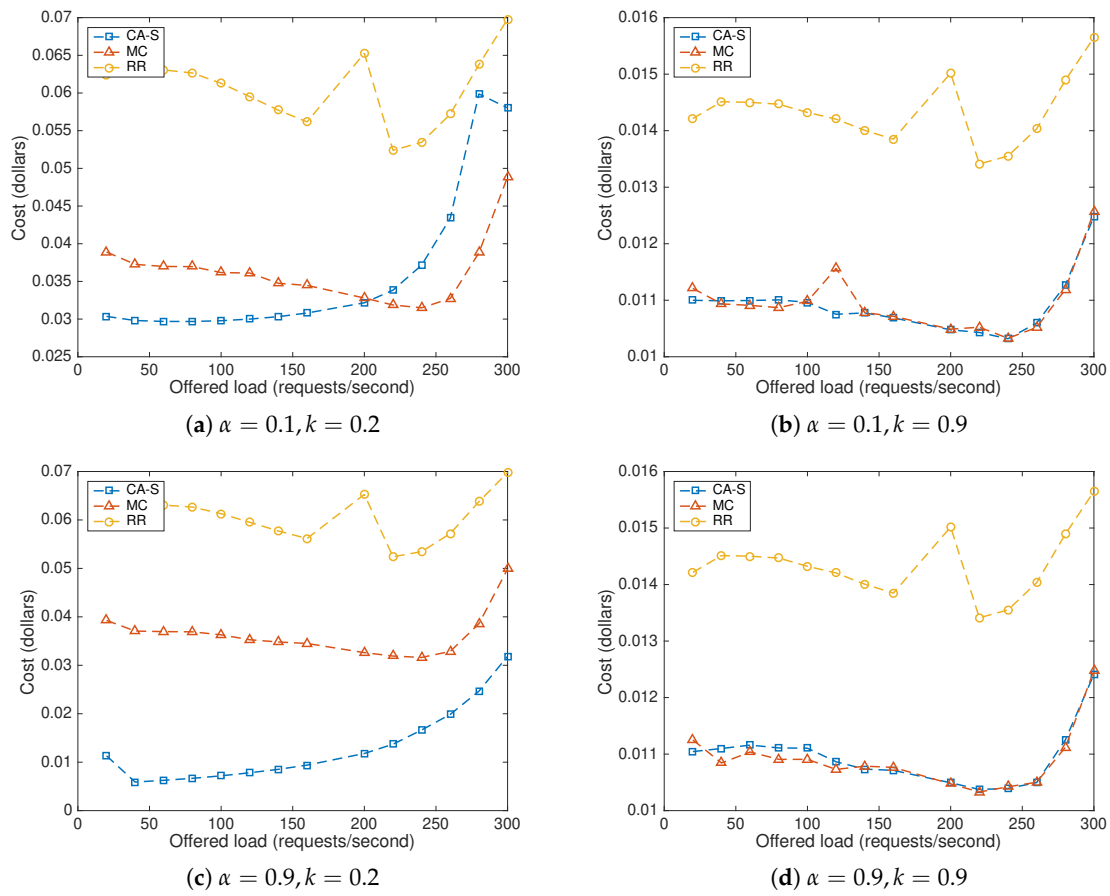 0.07
0.065
0.06
0.055
0.05
0.045
0.04
0.035
0.03
0.025
Cost (dollars)
CA-S
MC
RR
0 50 100 150 200 250 300
Offered load (requests/second)
(a) α = 0.1, k = 0.2
0.016
0.015
0.014
0.013
0.012
0.011
0.01
Cost (dollars)
CA-S
MC
RR
0 50 100 150 200 250 300
Offered load (requests/second)
(b) α = 0.1, k = 0.9
0.07
0.06
0.05
0.04
0.03
0.02
0.01
0
Cost (dollars)
CA-S
MC
RR
0 50 100 150 200 250 300
Offered load (requests/second)
(c) α = 0.9, k = 0.2
0.016
0.015
0.014
0.013
0.012
0.011
0.01
Cost (dollars)
CA-S
MC
RR
0 50 100 150 200 250 300
Offered load (requests/second)
(d) α = 0.9, k = 0.9